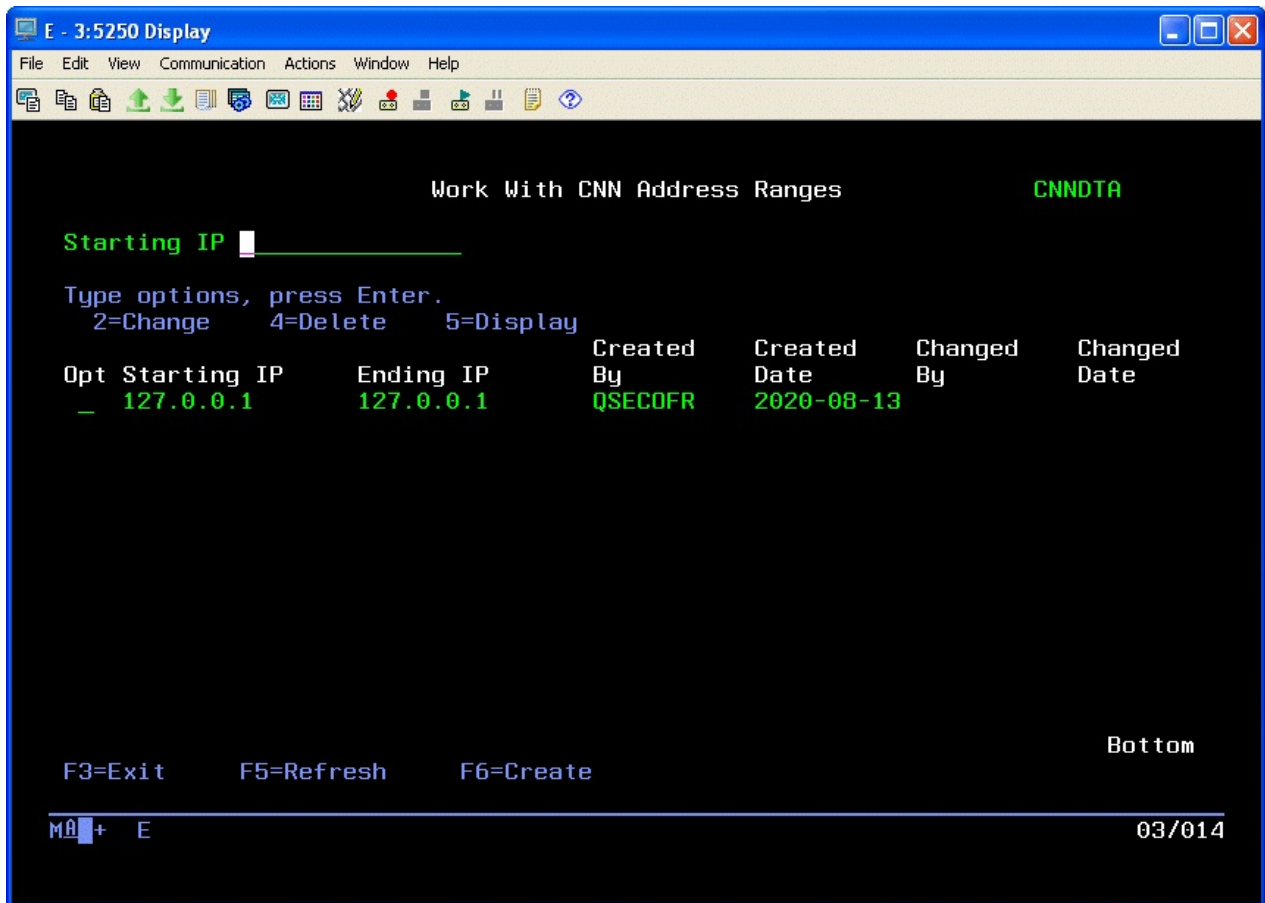 E - 3:5250 Display
File Edit View Communication Actions Window Help
Work With CNN Address Ranges CNNDTA
Starting IP
Type options, press Enter.
2=Change 4=Delete 5=Display
Created Created Changed Changed
Opt Starting IP Ending IP By Date By Date
_ 127.0.0.1 127.0.0.1 QSECOFR 2020-08-13
Bottom
F3=Exit F5=Refresh F6=Create
MA + E 03/014